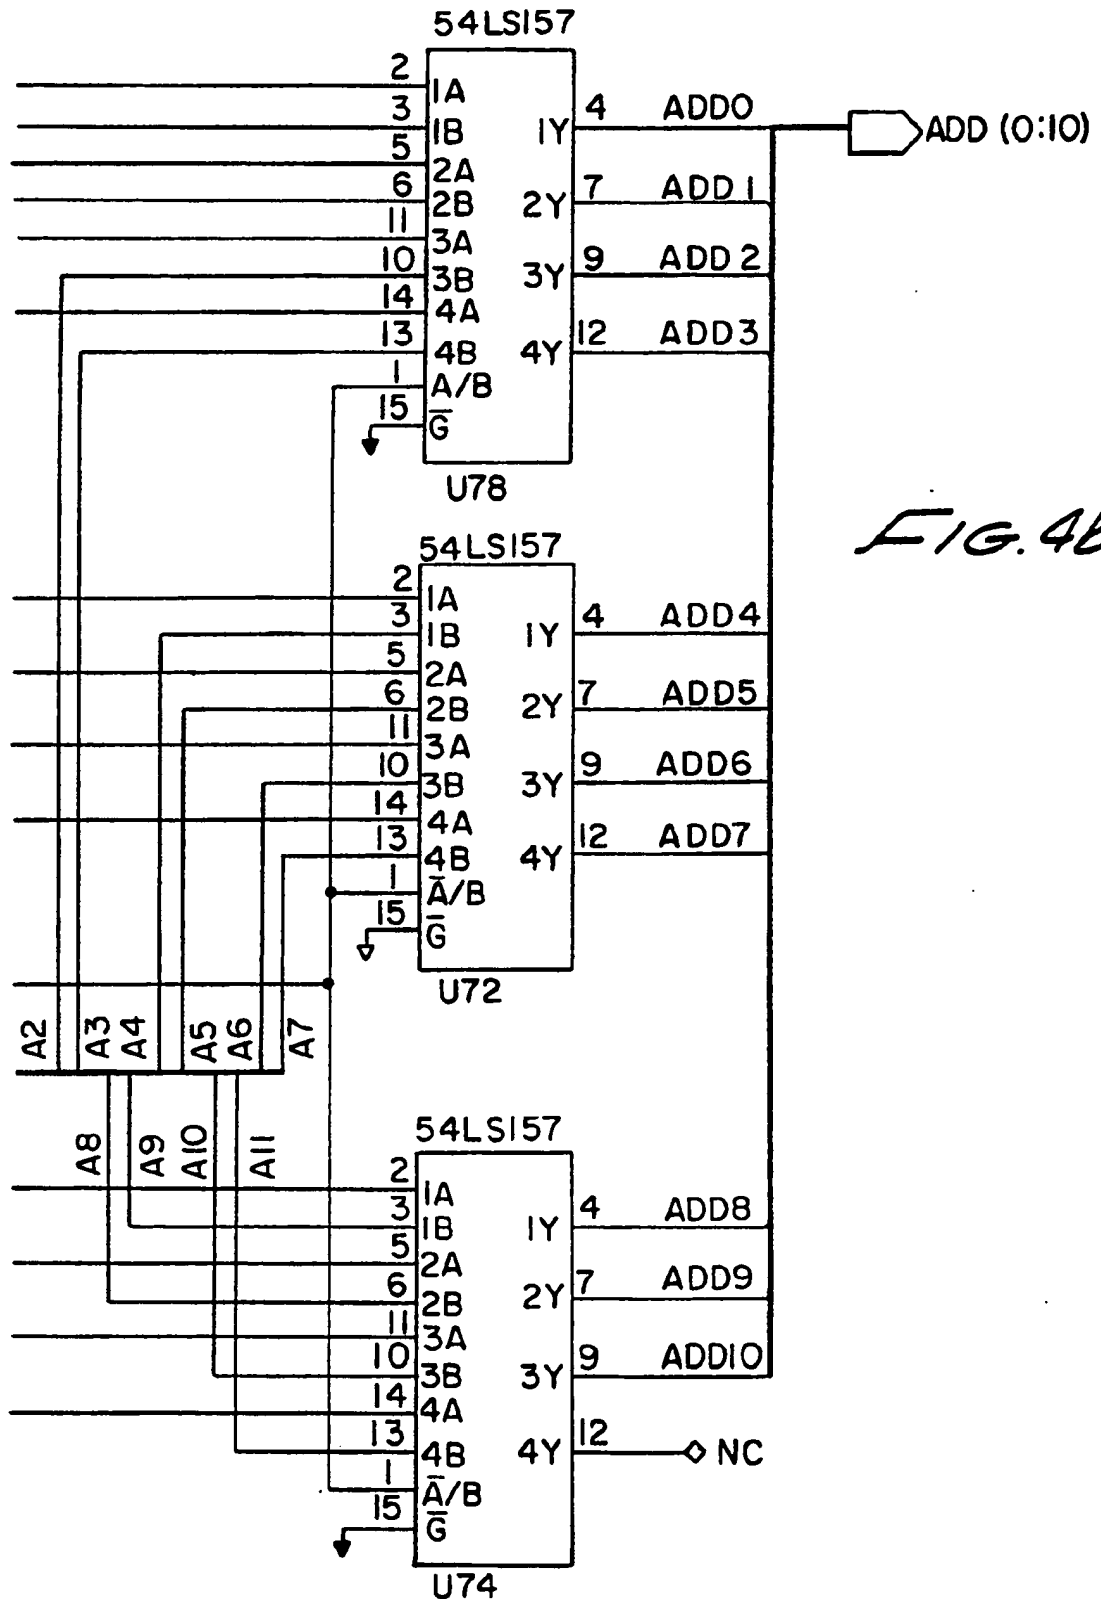 54LS157
2 1A
3 1B
5 2A
6 2B
11 3A
10 3B
14 4A
13 4B
1 A/B
15 G̅
1Y 4 ADD0
2Y 7 ADD1
3Y 9 ADD2
4Y 12 ADD3
U78
ADD (0:10)
FIG. 4b
54LS157
2 1A
3 1B
5 2A
6 2B
11 3A
10 3B
14 4A
13 4B
1 A̅/B
15 G̅
1Y 4 ADD4
2Y 7 ADD5
3Y 9 ADD6
4Y 12 ADD7
U72
A2
A3
A4
A5
A6
A7
A8
A9
A10
A11
54LS157
2 1A
3 1B
5 2A
6 2B
11 3A
10 3B
14 4A
13 4B
1 A̅/B
15 G̅
1Y 4 ADD8
2Y 7 ADD9
3Y 9 ADD10
4Y 12 NC
U74